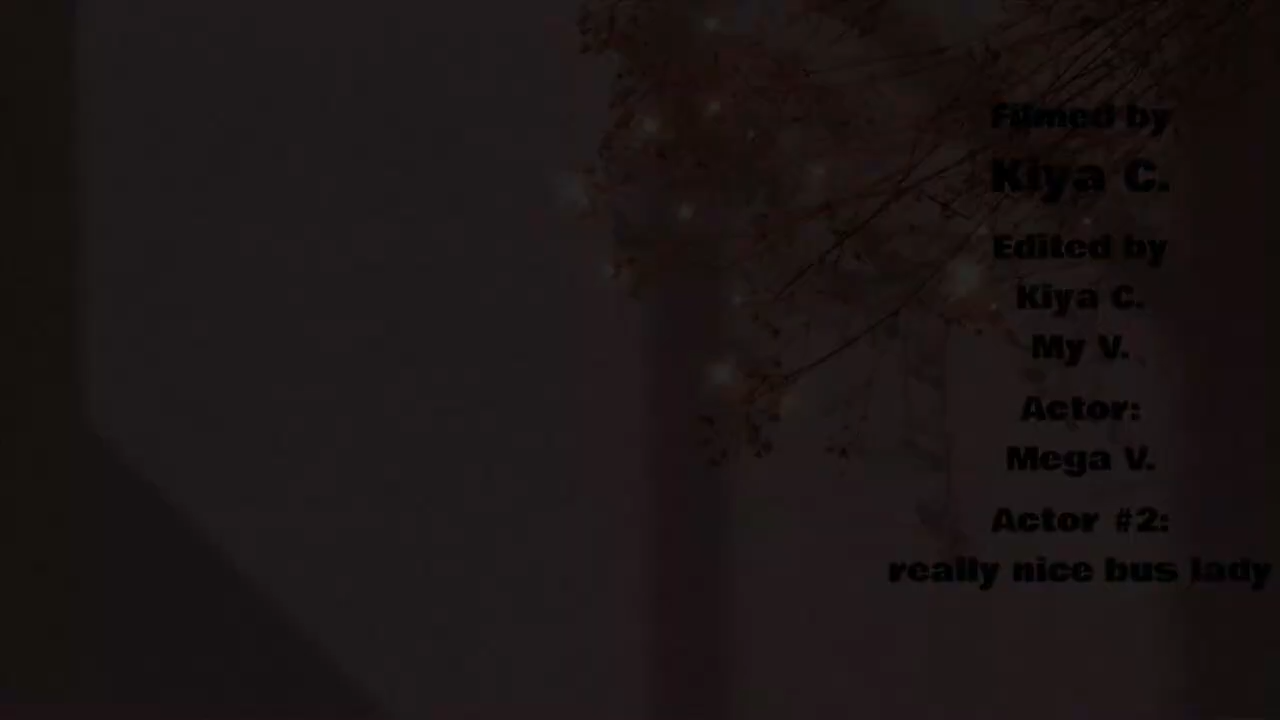 Filmed by
Kiya C.
Edited by
Kiya C.
My V.
Actor:
Mega V.
Actor #2:
really nice bus lady